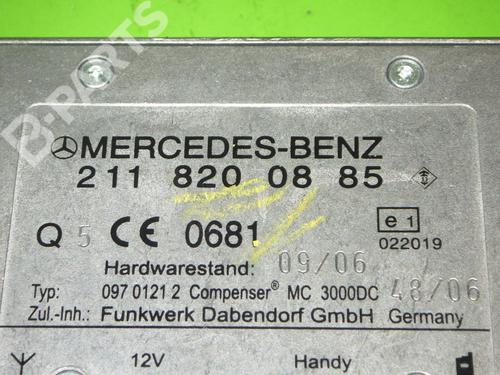 B-PARTS
MERCEDES-BENZ
211 820 08 85
Q 5 CE 0681 e1
022019
Hardwarestand: 09/06
Typ: 097 0121 2 Compenser® MC 3000DC 48/06
Zul.-Inh.: Funkwerk Dabendorf GmbH Germany
12V Handy